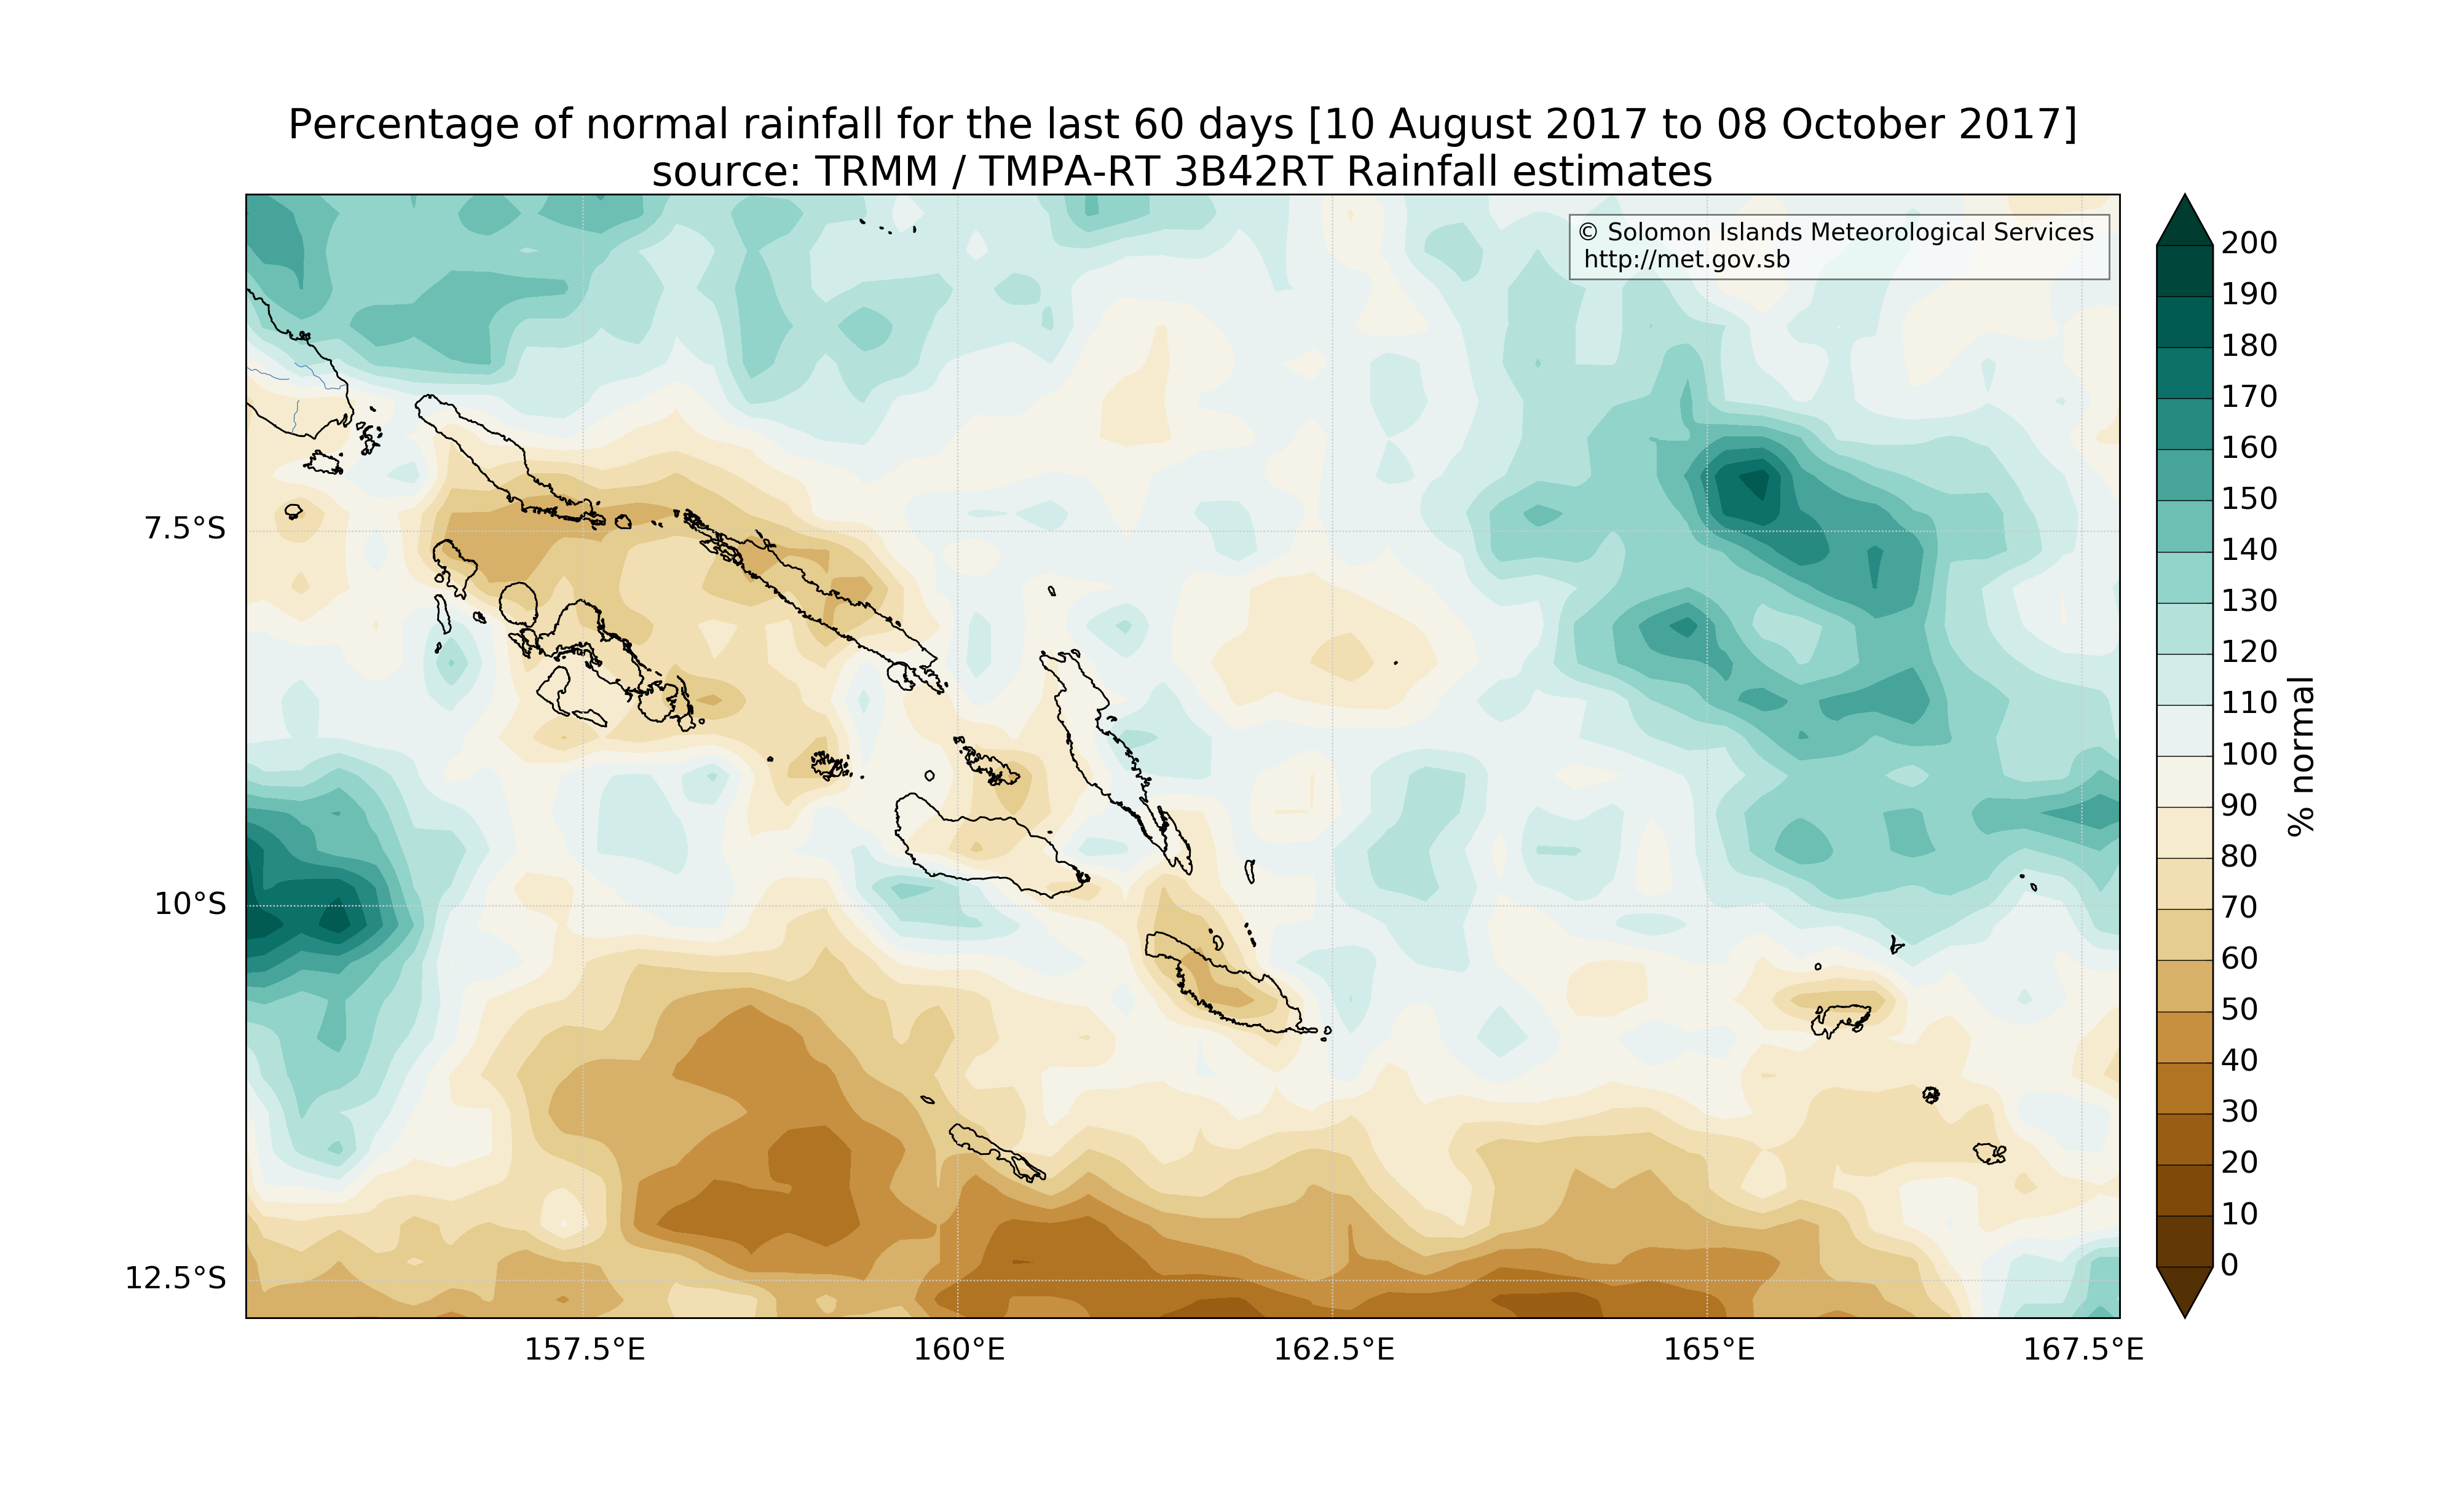 Percentage of normal rainfall for the last 60 days [10 August 2017 to 08 October 2017]
source: TRMM / TMPA-RT 3B42RT Rainfall estimates
© Solomon Islands Meteorological Services
http://met.gov.sb
7.5°S
10°S
12.5°S
157.5°E
160°E
162.5°E
165°E
167.5°E
200
190
180
170
160
150
140
130
120
110
100
90
80
70
60
50
40
30
20
10
0
% normal